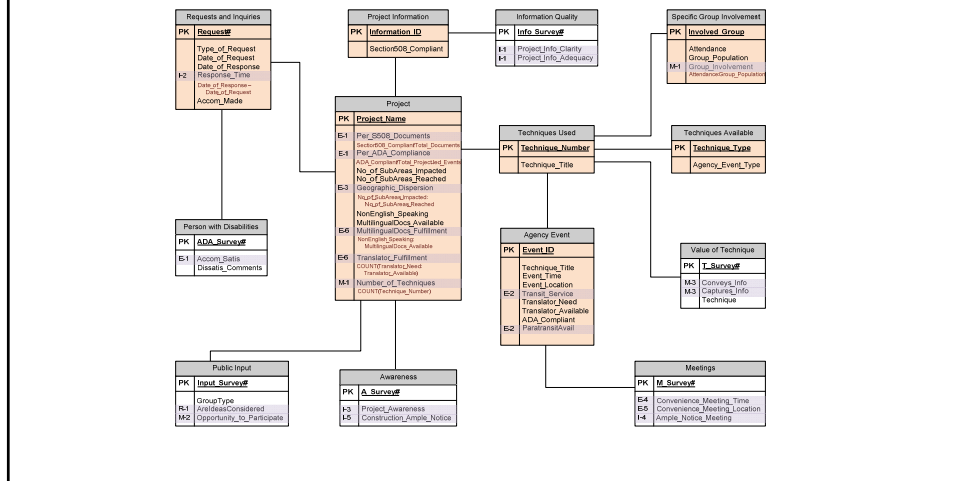 Requests and Inquiries
PK Request#
Type_of_Request
Date_of_Request
Date_of_Response
I-2 Response_Time
Date_of_Response–
Date_of_Request
Accom_Made
Project Information
PK Information_ID
Section508_Compliant
Information Quality
PK Info_Survey#
I-1 Project_Info_Clarity
I-1 Project_Info_Adequacy
Specific Group Involvement
PK Involved_Group
Attendance
Group_Population
M-1 Group_Involvement
Attendance:Group_Population
Project
PK Project_Name
E-1 Per_S508_Documents
Section508_Compliant/Total_Documents
E-1 Per_ADA_Compliance
ADA_Compliant/Total_ProjectJed_Events
No_of_SubAreas_Impacted
No_of_SubAreas_Reached
E-3 Geographic_Dispersion
No_of_SubAreas_Impacted:
No_of_SubAreas_Reached
NonEnglish_Speaking
MultilingualDocs_Available
E-6 MultilingualDocs_Fulfillment
NonEnglish_Speaking:
Multilingual Docs_Available
E-6 Translator_Fulfillment
COUNT(Translator_Need:
Translator_Available)
M-1 Number_of_Techniques
COUNT(Technique_Number)
Techniques Used
PK Technique_Number
Technique_Title
Techniques Available
PK Technique_Type
Agency_Event_Type
Person with Disabilities
PK ADA_Survey#
E-1 Accom_Satis
Dissatis_Comments
Agency Event
PK Event_ID
Technique_Title
Event_Time
Event_Location
E-2 Transit_Service
Translator_Need
Translator_Available
ADA_Compliant
E-2 ParatransitAvail
Value of Technique
PK T_Survey#
M-3 Conveys_Info
M-3 Captures_Info
Technique
Public Input
PK Input_Survey#
GroupType
R-1 AreIdeasConsidered
M-2 Opportunity_to_Participate
Awareness
PK A_Survey#
I-3 Project_Awareness
I-5 Construction_Ample_Notice
Meetings
PK M_Survey#
E-4 Convenience_Meeting_Time
E-5 Convenience_Meeting_Location
I-4 Ample_Notice_Meeting